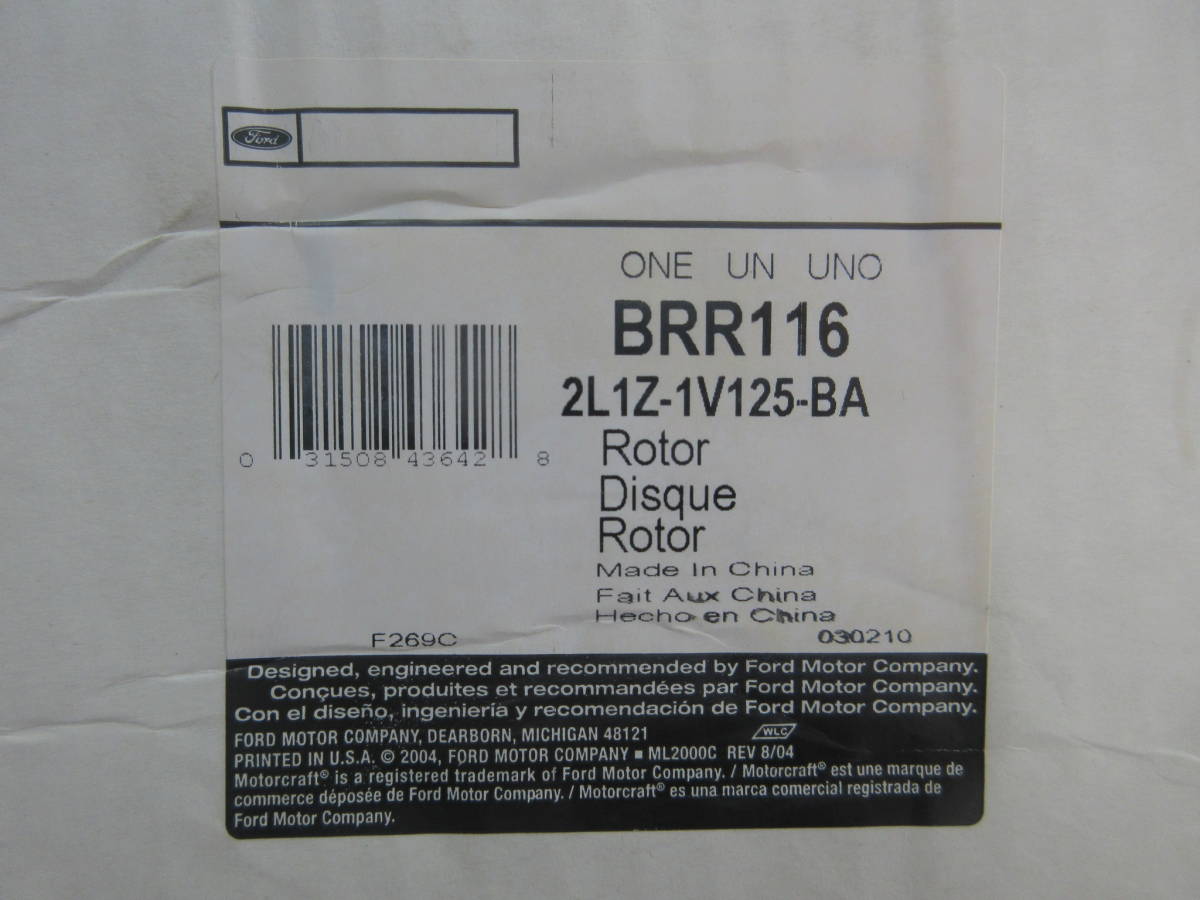 Ford
ONE UN UNO
BRR116
2L1Z-1V125-BA
Rotor
Disque
Rotor
Made In China
Fait Aux China
Hecho en China
0 31508 43642 8
F269C 030210
Designed, engineered and recommended by Ford Motor Company.
Conçues, produites et recommandées par Ford Motor Company.
Con el diseño, ingeniería y recomendación de Ford Motor Company.
FORD MOTOR COMPANY, DEARBORN, MICHIGAN 48121 WLC
PRINTED IN U.S.A. © 2004, FORD MOTOR COMPANY ■ ML2000C REV 8/04
Motorcraft® is a registered trademark of Ford Motor Company. / Motorcraft® est une marque de
commerce déposée de Ford Motor Company. / Motorcraft® es una marca comercial registrada de
Ford Motor Company.